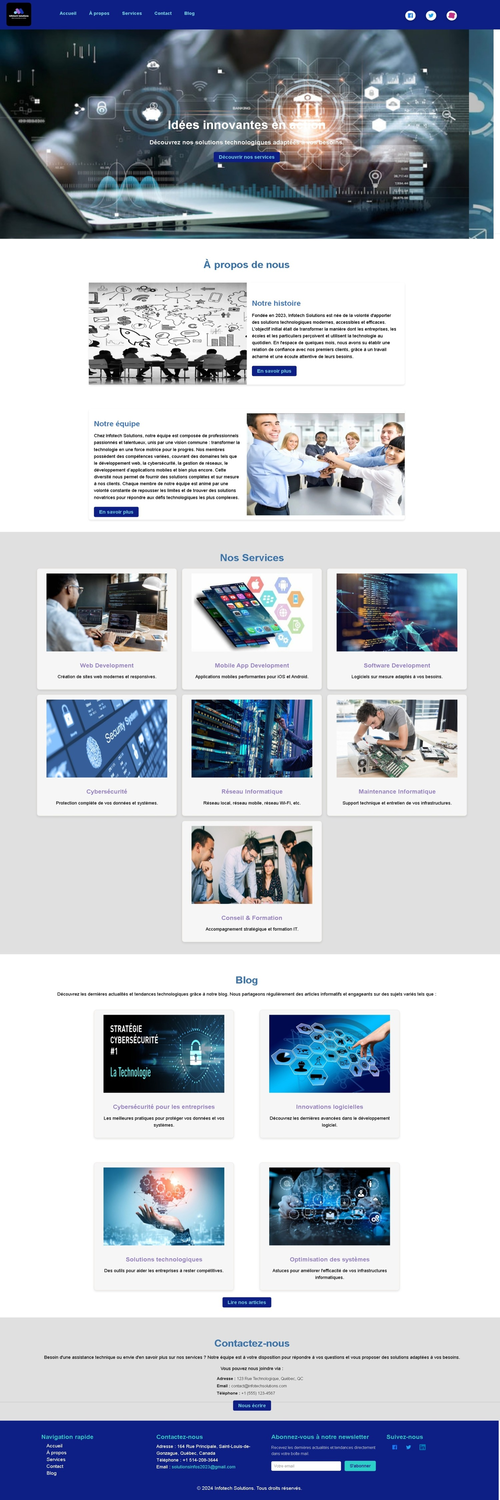 Accueil À propos Services Contact Blog
Idées innovantes en
Découvrez nos solutions technologiques adaptées à vos besoins.
Découvrir nos services
À propos de nous
Notre histoire
Fondée en 2023, Infotech Solutions est née de la volonté d'apporter
des solutions technologiques modernes, accessibles et efficaces.
L'objectif initial était de transformer la manière dont les entreprises, les
écoles et les particuliers perçoivent et utilisent la technologie au
quotidien. En l'espace de quelques mois, nous avons su établir une
relation de confiance avec nos premiers clients, grâce à un travail
acharné et une écoute attentive de leurs besoins.
En savoir plus
Notre équipe
Chez Infotech Solutions, notre équipe est composée de professionnels
passionnés et talentueux, unis par une vision commune : transformer la
technologie en une force motrice pour le progrès. Nos membres
possèdent des compétences variées, couvrant des domaines tels que
le développement web, la cybersécurité, la gestion de réseaux, le
développement d'applications mobiles et bien plus encore. Cette
diversité nous permet de fournir des solutions complètes et sur mesure
à nos clients. Chaque membre de notre équipe est animé par une
volonté constante de repousser les limites et de trouver des solutions
novatrices pour répondre aux défis technologiques les plus complexes.
En savoir plus
Nos Services
Web Development
Création de sites web modernes et responsives.
Mobile App Development
Applications mobiles performantes pour iOS et Android.
Software Development
Logiciels sur mesure adaptés à vos besoins.
Security System
Cybersécurité
Protection complète de vos données et systèmes.
Réseau Informatique
Réseau local, réseau mobile, réseau Wi-Fi, etc.
Maintenance Informatique
Support technique et entretien de vos infrastructures.
Conseil & Formation
Accompagnement stratégique et formation IT.
Blog
Découvrez les dernières actualités et tendances technologiques grâce à notre blog. Nous partageons régulièrement des articles informatifs et engageants sur des sujets variés tels que :
STRATÉGIE
CYBERSÉCURITÉ
#1
La Technologie
Cybersécurité pour les entreprises
Les meilleures pratiques pour protéger vos données et vos
systèmes.
Innovations logicielles
Découvrez les dernières avancées dans le développement
logiciel.
Solutions technologiques
Des outils pour aider les entreprises à rester compétitives.
Optimisation des systèmes
Astuces pour améliorer l'efficacité de vos infrastructures
informatiques.
Lire nos articles
Contactez-nous
Besoin d'une assistance technique ou envie d'en savoir plus sur nos services ? Notre équipe est à votre disposition pour répondre à vos questions et vous proposer des solutions adaptées à vos besoins.
Vous pouvez nous joindre via :
Adresse : 123 Rue Technologique, Québec, QC
Email : contact@infotechsolutions.com
Téléphone : +1 (555) 123-4567
Nous écrire
Navigation rapide
Accueil
À propos
Services
Contact
Blog
Contactez-nous
Adresse : 164 Rue Principale, Saint-Louis-de-
Gonzague, Québec, Canada
Téléphone : +1 514-208-3644
Email : solutionsinfos2023@gmail.com
Abonnez-vous à notre newsletter
Recevez les dernières actualités et tendances directement
dans votre boîte mail.
Votre email
S'abonner
Suivez-nous
© 2024 Infotech Solutions. Tous droits réservés.